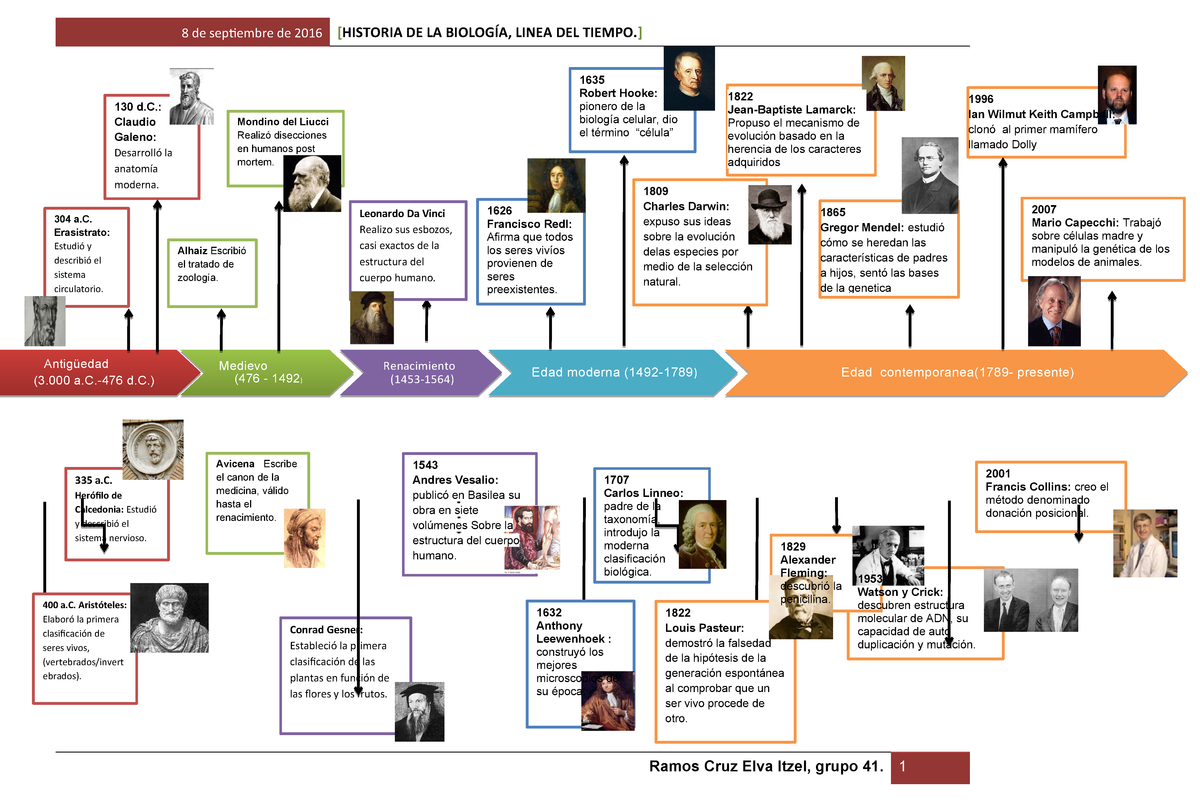 8 de septiembre de 2016
[HISTORIA DE LA BIOLOGÍA, LINEA DEL TIEMPO.]
130 d.C.:
Claudio
Galeno:
Desarrolló la
anatomía
moderna.
Mondino del Liucci
Realizó disecciones
en humanos post
mortem.
1635
Robert Hooke:
pionero de la
biología celular, dio
el término “célula”
1822
Jean-Baptiste Lamarck:
Propuso el mecanismo de
evolución basado en la
herencia de los caracteres
adquiridos
1996
Ian Wilmut Keith Campbell:
clonó al primer mamífero
llamado Dolly
304 a.C.
Erasistrato:
Estudió y
describió el
sistema
circulatorio.
Alhaiz Escribió
el tratado de
zoología.
Leonardo Da Vinci
Realizo sus esbozos,
casi exactos de la
estructura del
cuerpo humano.
1626
Francisco Redl:
Afirma que todos
los seres vivíos
provienen de
seres
preexistentes.
1809
Charles Darwin:
expuso sus ideas
sobre la evolución
delas especies por
medio de la selección
natural.
1865
Gregor Mendel: estudió
cómo se heredan las
características de padres
a hijos, sentó las bases
de la genetica
2007
Mario Capecchi: Trabajó
sobre células madre y
manipuló la genética de los
modelos de animales.
Antigüedad
(3.000 a.C.-476 d.C.)
Medievo
(476 - 1492)
Renacimiento
(1453-1564)
Edad moderna (1492-1789)
Edad contemporanea(1789- presente)
335 a.C.
Herófilo de
Calcedonia: Estudió
y describió el
sistema nervioso.
Avicena Escribe
el canon de la
medicina, válido
hasta el
renacimiento.
1543
Andres Vesalio:
publicó en Basilea su
obra en siete
volúmenes Sobre la
estructura del cuerpo
humano.
1707
Carlos Linneo:
padre de la
taxonomía,
introdujo la
moderna
clasificación
biológica.
1829
Alexander
Fleming:
descubrió la
penicilina.
2001
Francis Collins: creo el
método denominado
donación posicional.
400 a.C. Aristóteles:
Elaboró la primera
clasificación de
seres vivos,
(vertebrados/invert
ebrados).
Conrad Gesner:
Estableció la primera
clasificación de las
plantas en función de
las flores y los frutos.
1632
Anthony
Leewenhoek :
construyó los
mejores
microscopios de
su época
1822
Louis Pasteur:
demostró la falsedad
de la hipótesis de la
generación espontánea
al comprobar que un
ser vivo procede de
otro.
1953
Watson y Crick:
descubren estructura
molecular de ADN, su
capacidad de auto
duplicación y mutación.
Ramos Cruz Elva Itzel, grupo 41.
1